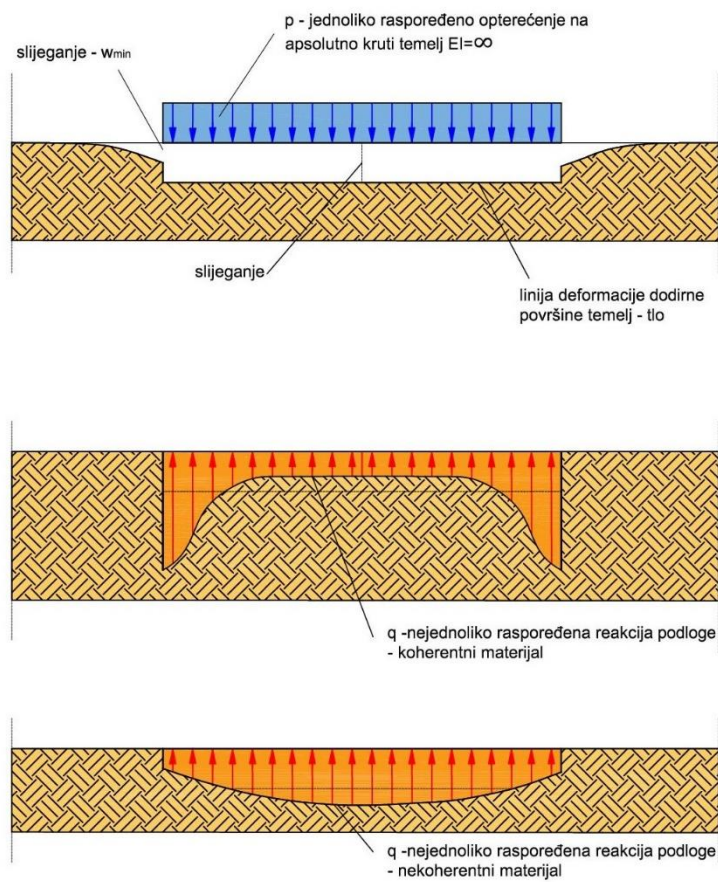 p - jednoliko raspoređeno opterećenje na
apsolutno kruti temelj EI=∞
slijeganje - wmin
slijeganje
linija deformacije dodirne
površine temelj - tlo
q -nejednoliko raspoređena reakcija podloge
- koherentni materijal
q -nejednoliko raspoređena reakcija podloge
- nekoherentni materijal